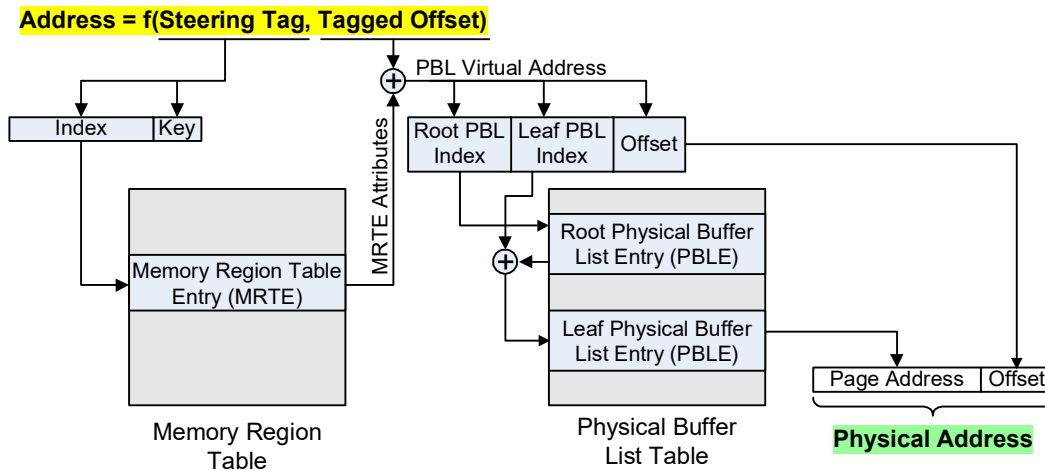 Address = f(Steering Tag, Tagged Offset)
PBL Virtual Address
Index
Key
Root PBL
Index
Leaf PBL
Index
Offset
MRTE Attributes
Root Physical Buffer
List Entry (PBLE)
Memory Region Table
Entry (MRTE)
Leaf Physical Buffer
List Entry (PBLE)
Page Address
Offset
Memory Region
Table
Physical Buffer
List Table
Physical Address